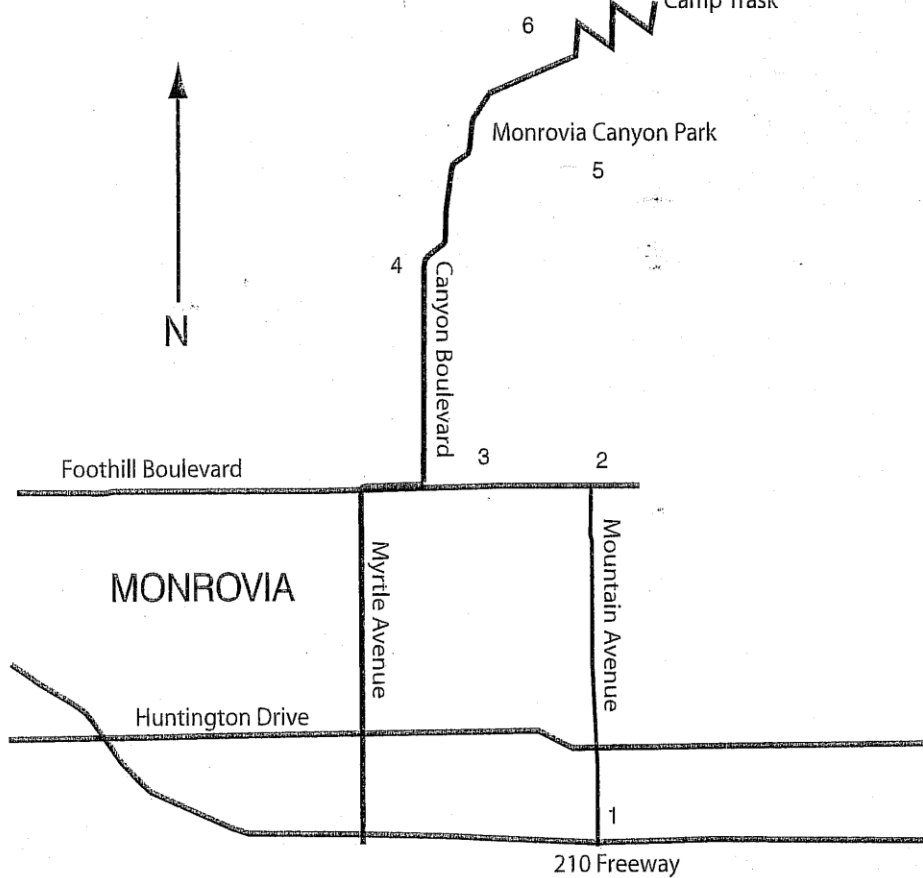 Camp Trask
6
Monrovia Canyon Park
5
4
Canyon Boulevard
N
3
2
Foothill Boulevard
Myrtle Avenue
Mountain Avenue
MONROVIA
Huntington Drive
1
210 Freeway